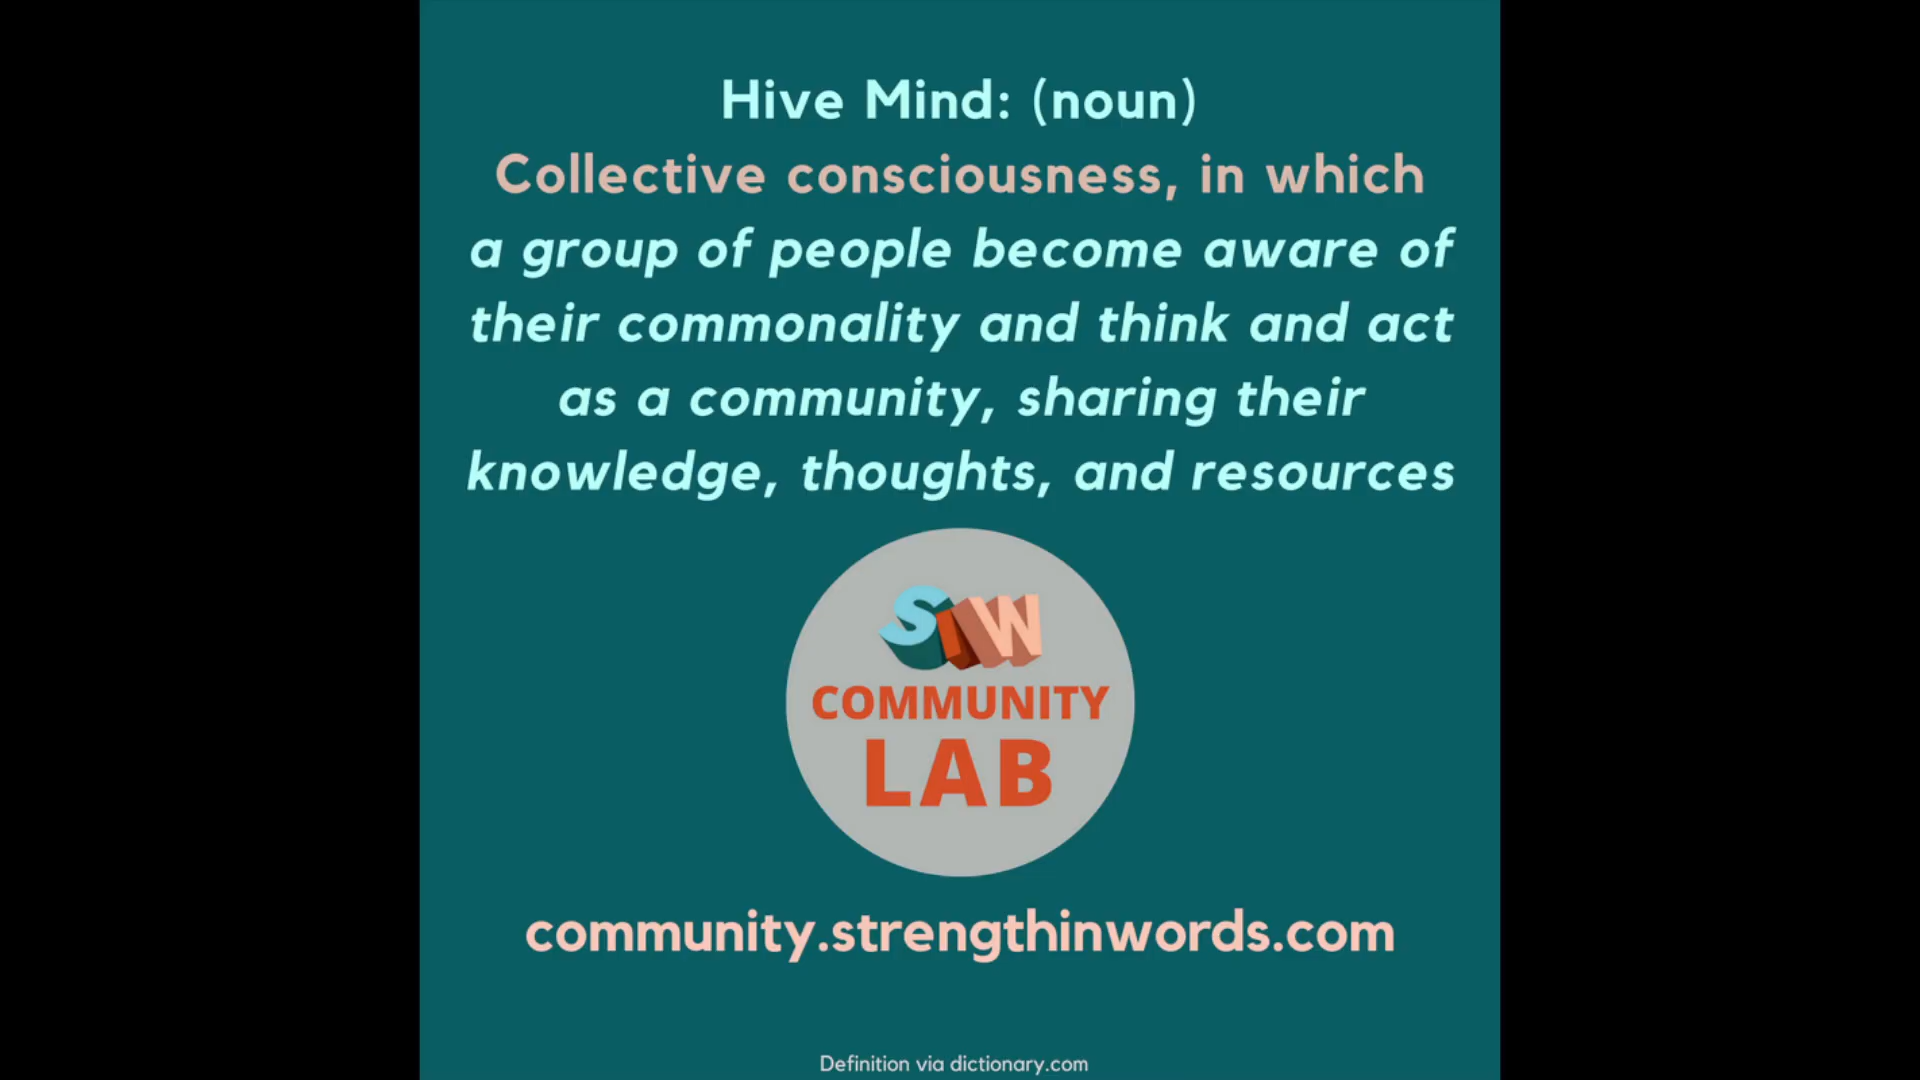 Hive Mind: (noun)
Collective consciousness, in which
a group of people become aware of
their commonality and think and act
as a community, sharing their
knowledge, thoughts, and resources
SIW
COMMUNITY
LAB
community.strengthinwords.com
Definition via dictionary.com